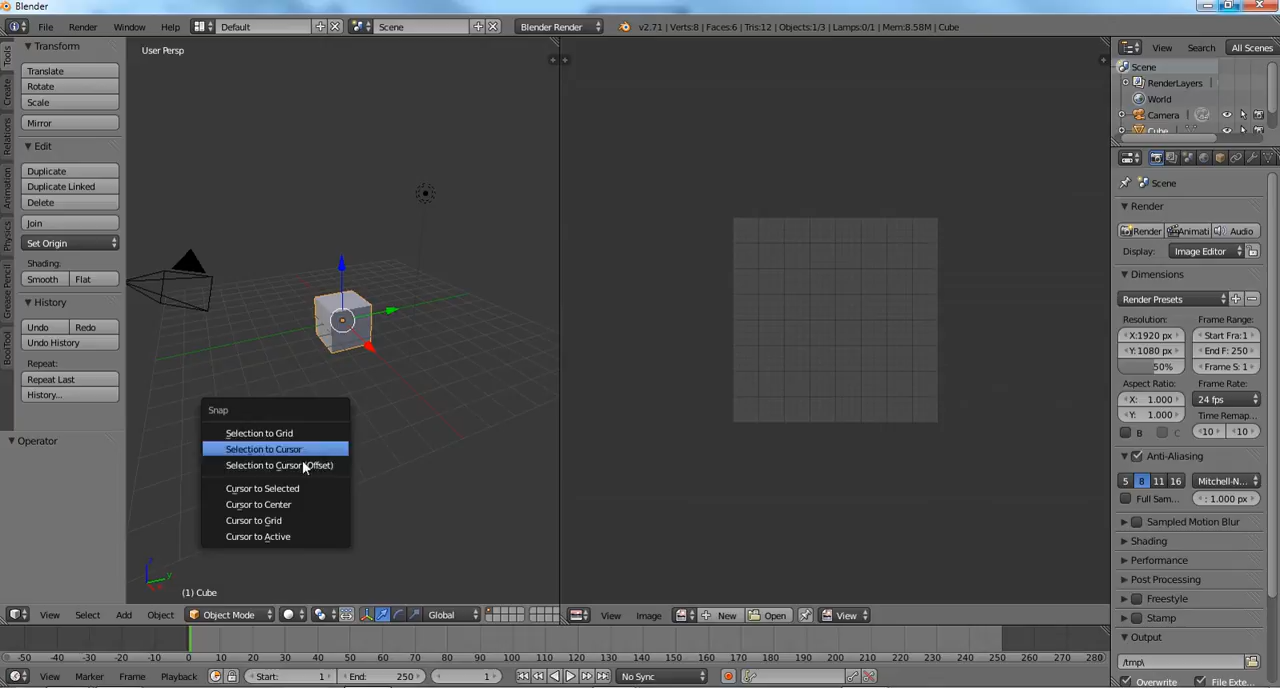 Blender
File Render Window Help Default Scene Blender Render v2.71 | Verts:8 | Faces:6 | Tris:12 | Objects:1/3 | Lamps:0/1 | Mem:8.58M | Cube
Tools
Create
Relations
Animation
Physics
Grease Pencil
BoolTool
Transform
Translate
Rotate
Scale
Mirror
Edit
Duplicate
Duplicate Linked
Delete
Join
Set Origin
Shading:
Smooth Flat
History
Undo Redo
Undo History
Repeat:
Repeat Last
History...
Operator
User Persp
Snap
Selection to Grid
Selection to Cursor
Selection to Cursor (Offset)
Cursor to Selected
Cursor to Center
Cursor to Grid
Cursor to Active
(1) Cube
View Select Add Object Object Mode Global
View Image New Open View
View Search All Scenes
Scene
RenderLayers
World
Camera
Cube
Scene
Render
Render Animati Audio
Display: Image Editor
Dimensions
Render Presets
Resolution: Frame Range:
X:1920 px Start Fra:1
Y:1080 px End F: 250
50% Frame S: 1
Aspect Ratio: Frame Rate:
X: 1.000 24 fps
Y: 1.000 Time Remap...
B C 10 10
Anti-Aliasing
5 8 11 16 Mitchell-N...
Full Sam... : 1.000 px
Sampled Motion Blur
Shading
Performance
Post Processing
Freestyle
Stamp
Output
/tmp\
Overwrite File Exte...
-50 -40 -30 -20 -10 0 10 20 30 40 50 60 70 80 90 100 110 120 130 140 150 160 170 180 190 200 210 220 230 240 250 260 270 280
View Marker Frame Playback Start: 1 End: 250 1 No Sync